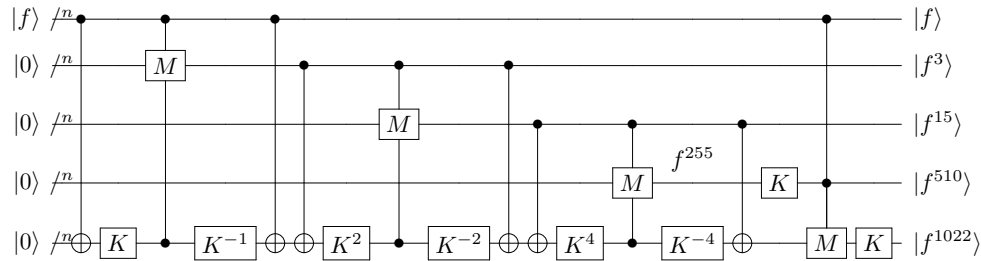 |f⟩ /ⁿ |f⟩
|0⟩ /ⁿ M |f³⟩
|0⟩ /ⁿ M |f¹⁵⟩
f²⁵⁵
|0⟩ /ⁿ M K |f⁵¹⁰⟩
|0⟩ /ⁿ K K⁻¹ K² K⁻² K⁴ K⁻⁴ M K |f¹⁰²²⟩